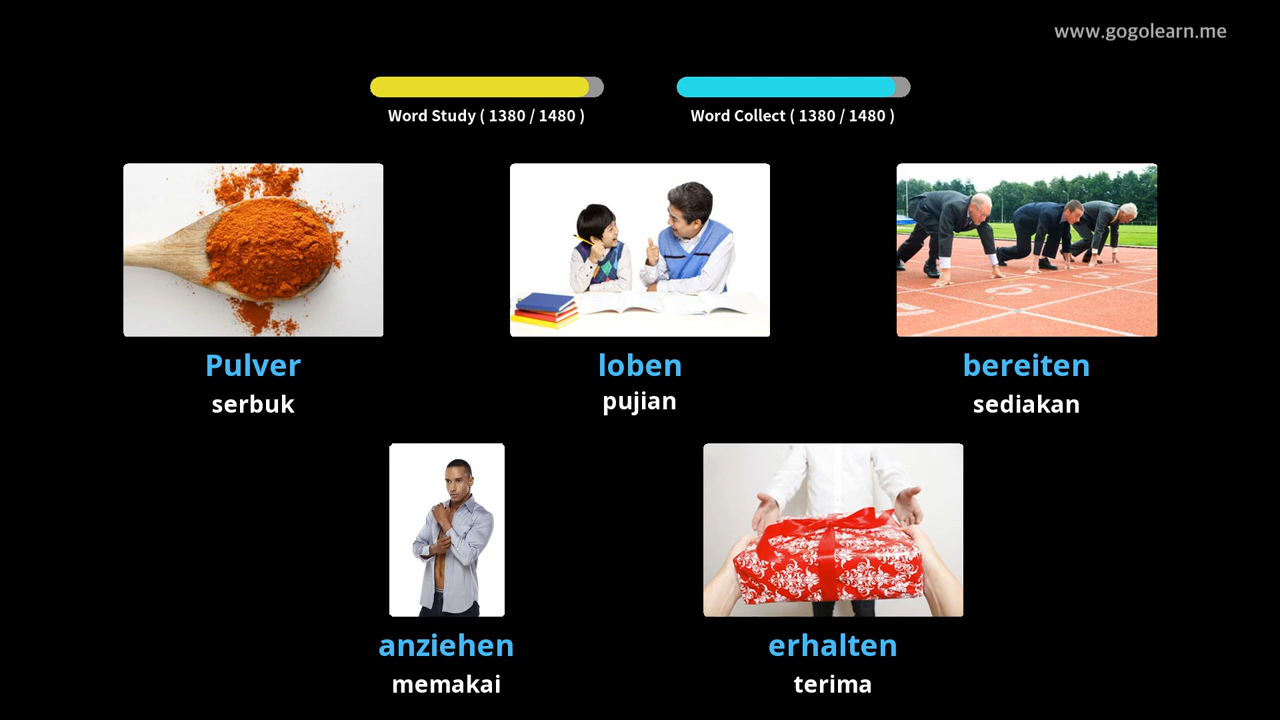 www.gogolearn.me
Word Study ( 1380 / 1480 )
Word Collect ( 1380 / 1480 )
Pulver
serbuk
loben
pujian
bereiten
sediakan
anziehen
memakai
erhalten
terima